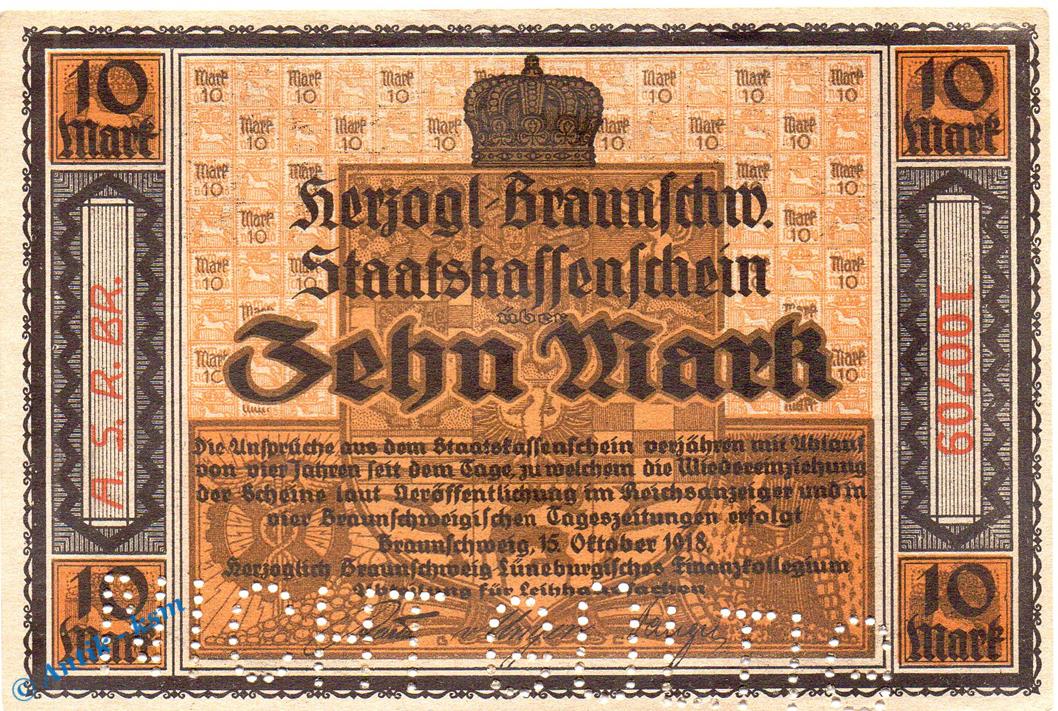 10 Mark
10 Mark
Herzogl. Braunschw.
Staatskassenschein
über
Zehn Mark
Die Ansprüche aus dem Staatskassenschein verjähren mit Ablauf
von vier Jahren seit dem Tage, zu welchem die Wiedereinziehung
der Scheine laut Veröffentlichung im Reichsanzeiger und in
vier Braunschweigischen Tageszeitungen erfolgt
Braunschweig, 15. Oktober 1918.
Herzoglich Braunschweig-Lüneburgisches Finanzkollegium
Abteilung für Leihhaussachen
A. S. R. BR.
100709
10 Mark
10 Mark
UNGÜLTIG
© Antik-ksm